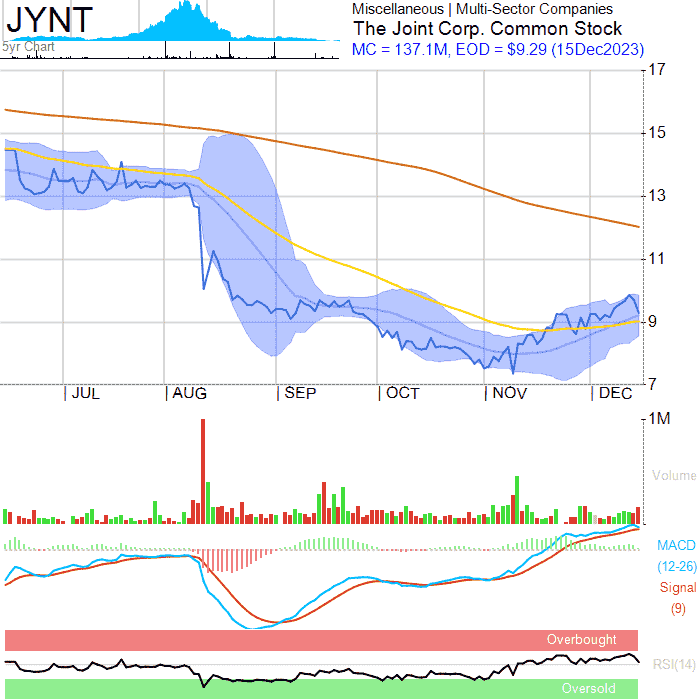 JYNT
5yr Chart
Miscellaneous | Multi-Sector Companies
The Joint Corp. Common Stock
MC = 137.1M, EOD = $9.29 (15Dec2023)
17
15
13
11
9
7
|JUL |AUG |SEP |OCT |NOV |DEC
1M
Volume
MACD
(12-26)
Signal
(9)
Overbought
RSI(14)
Oversold